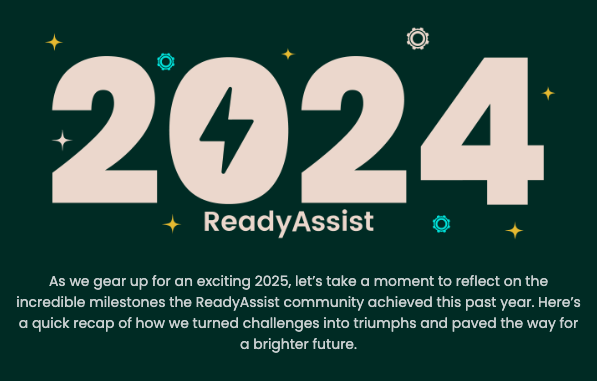 2024
ReadyAssist
As we gear up for an exciting 2025, let's take a moment to reflect on the
incredible milestones the ReadyAssist community achieved this past year. Here's
a quick recap of how we turned challenges into triumphs and paved the way for
a brighter future.